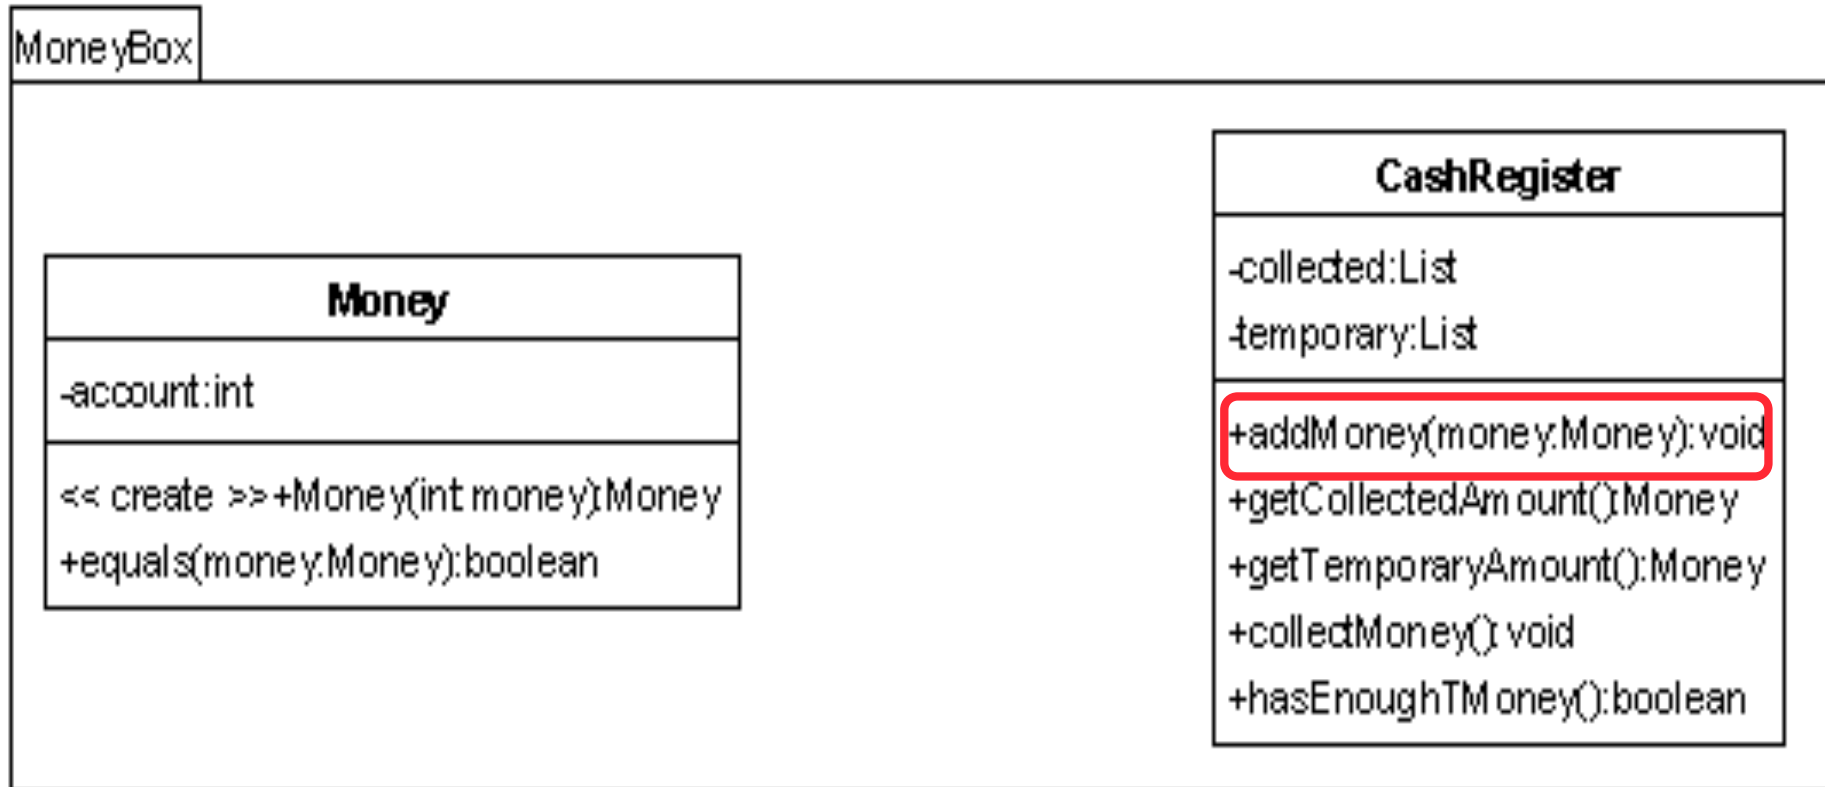 MoneyBox
Money
-account:int
<< create >>+Money(int money):Money
+equals(money:Money):boolean
CashRegister
-collected:List
-temporary:List
+addMoney(money:Money):void
+getCollectedAmount():Money
+getTemporaryAmount():Money
+collectMoney():void
+hasEnoughTMoney():boolean